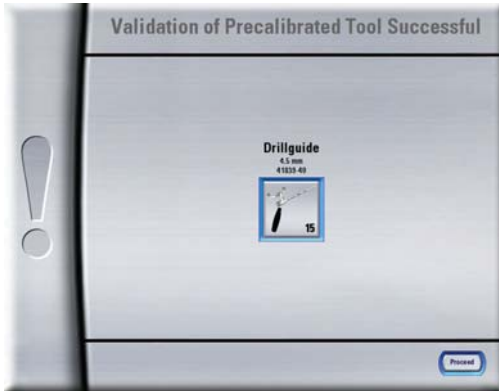 Validation of Precalibrated Tool Successful
Drillguide
4.5 mm
41839-49
15
Proceed